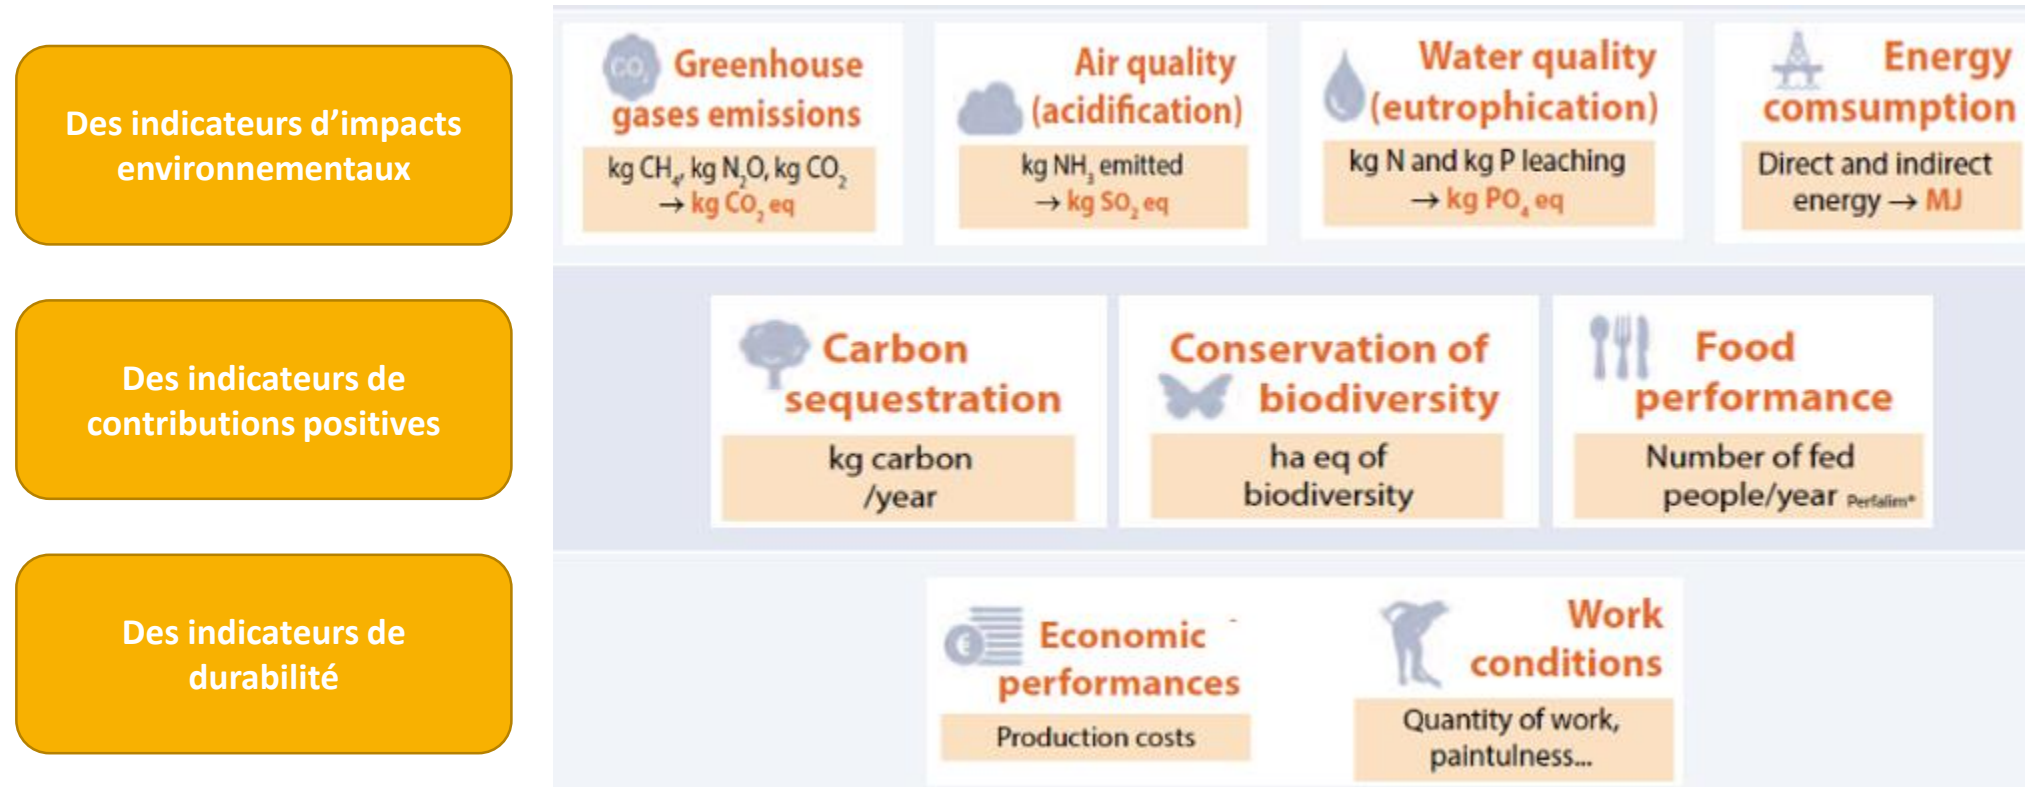 Des indicateurs d’impacts
environnementaux
CO2
Greenhouse
gases emissions
kg CH4, kg N2O, kg CO2
→ kg CO2 eq
Air quality
(acidification)
kg NH3 emitted
→ kg SO2 eq
Water quality
(eutrophication)
kg N and kg P leaching
→ kg PO4 eq
Energy
comsumption
Direct and indirect
energy → MJ
Des indicateurs de
contributions positives
Carbon
sequestration
kg carbon
/year
Conservation of
biodiversity
ha eq of
biodiversity
Food
performance
Number of fed
people/year Perfalim®
Des indicateurs de
durabilité
€
Economic
performances
Production costs
Work
conditions
Quantity of work,
paintulness...